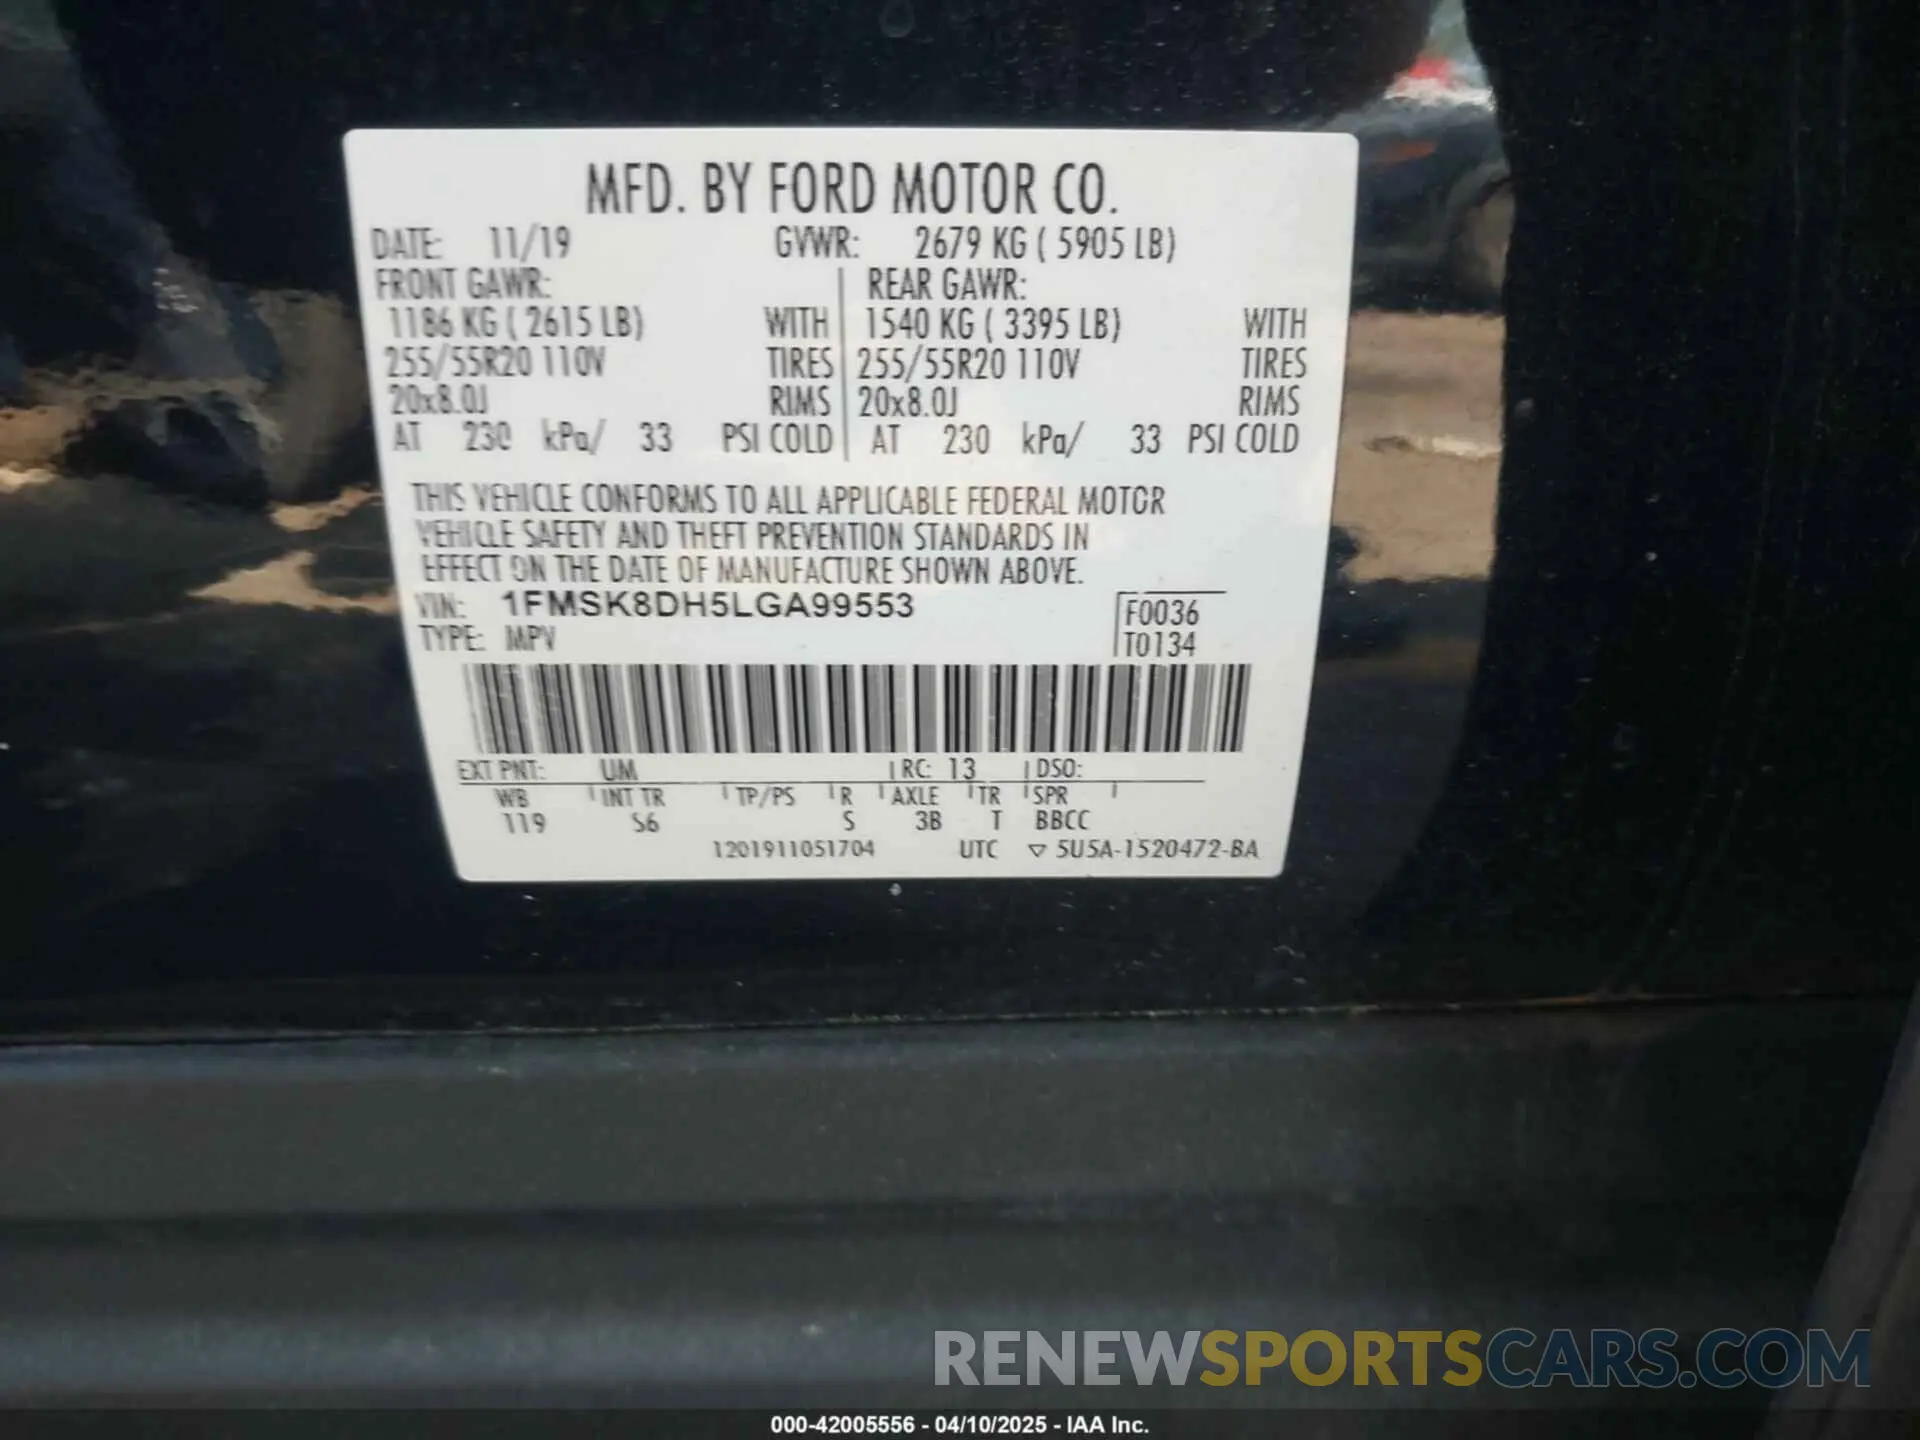 MFD. BY FORD MOTOR CO.
DATE: 11/19 GVWR: 2679 KG ( 5905 LB)
FRONT GAWR: REAR GAWR:
1186 KG ( 2615 LB) WITH 1540 KG ( 3395 LB) WITH
255/55R20 110V TIRES 255/55R20 110V TIRES
20x8.0J RIMS 20x8.0J RIMS
AT 230 kPa/ 33 PSI COLD AT 230 kPa/ 33 PSI COLD
THIS VEHICLE CONFORMS TO ALL APPLICABLE FEDERAL MOTOR
VEHICLE SAFETY AND THEFT PREVENTION STANDARDS IN
EFFECT ON THE DATE OF MANUFACTURE SHOWN ABOVE.
VIN: 1FMSK8DH5LGA99553 F0036
TYPE: MPV T0134
EXT PNT: UM RC: 13 DSO:
WB INT TR TP/PS R AXLE TR SPR
119 S6 S 3B T BBCC
1201911051704 UTC ▽ 5U5A-1520472-BA
RENEWSPORTSCARS.COM
000-42005556 - 04/10/2025 - IAA Inc.